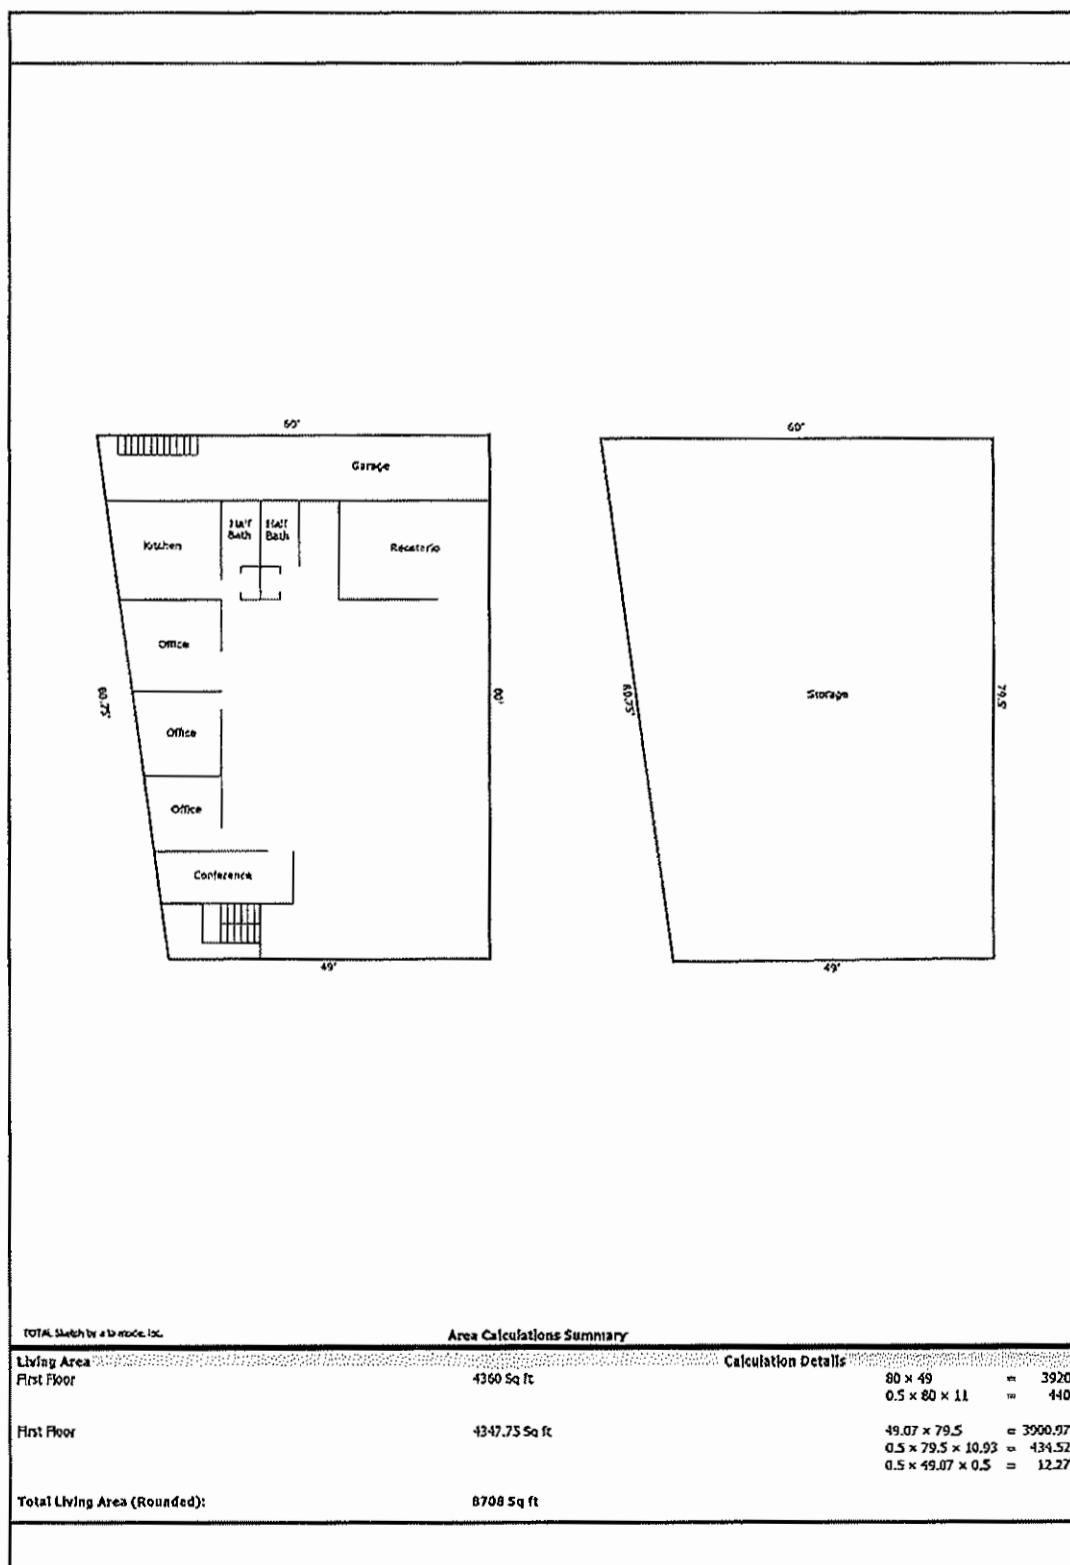 60'
60'
Garage
Half Bath
Half Bath
Kitchen
Office
80.75'
80'
Storage
79.5'
Office
Office
Conference
49'
49'
TOTAL Sketch by a la mode, inc.
Area Calculations Summary
Living Area Calculation Details
First Floor 4360 Sq ft 80 × 49 = 3920
0.5 × 80 × 11 = 440
First Floor 4347.75 Sq ft 49.07 × 79.5 = 3900.97
0.5 × 79.5 × 10.93 = 434.52
0.5 × 49.07 × 0.5 = 12.27
Total Living Area (Rounded): 8708 Sq ft